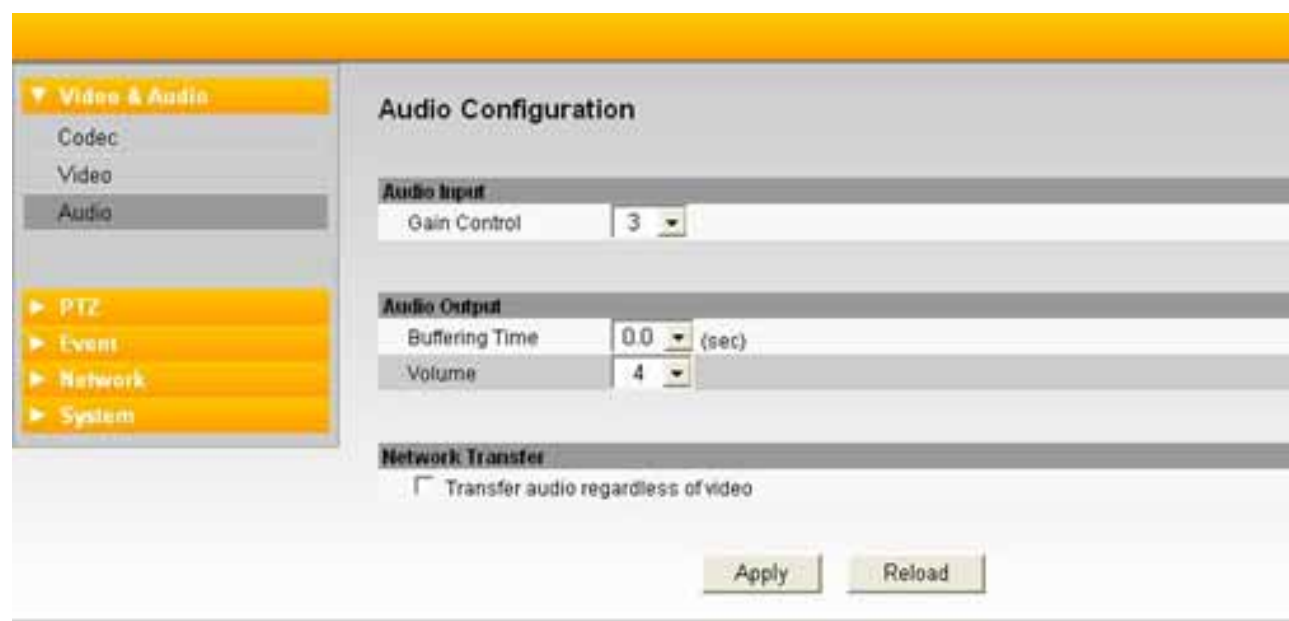 Video & Audio
Codec
Video
Audio
PTZ
Event
Network
System
Audio Configuration
Audio Input
Gain Control 3
Audio Output
Buffering Time 0.0 (sec)
Volume 4
Network Transfer
Transfer audio regardless of video
Apply Reload